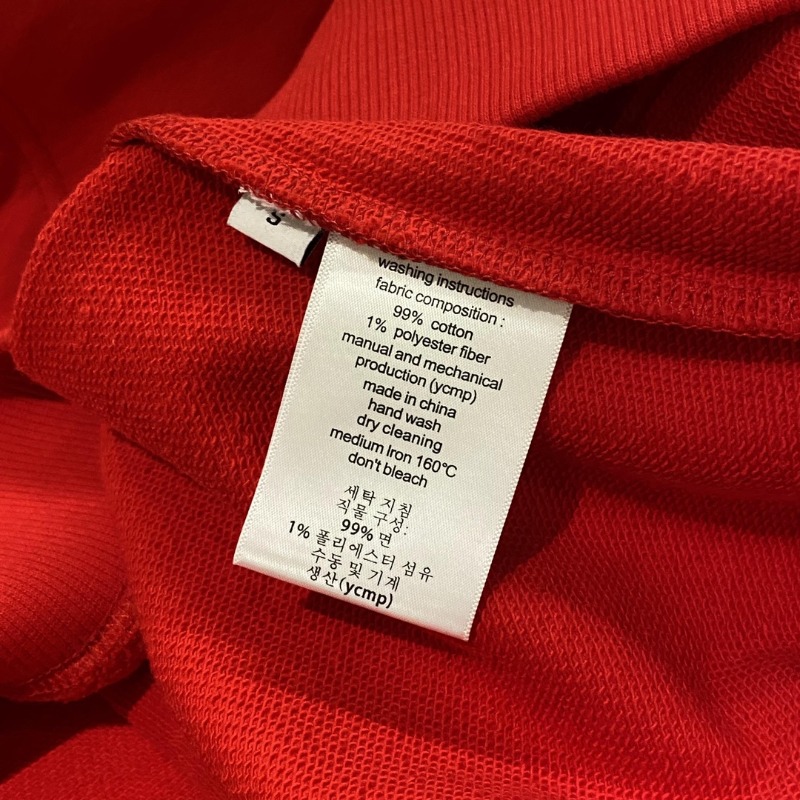 S
washing instructions
fabric composition :
99% cotton
1% polyester fiber
manual and mechanical
production (ycmp)
made in china
hand wash
dry cleaning
medium Iron 160℃
don't bleach
세탁 지침
직물 구성:
99% 면
1% 폴리에스터 섬유
수동 및 기계
생산(ycmp)